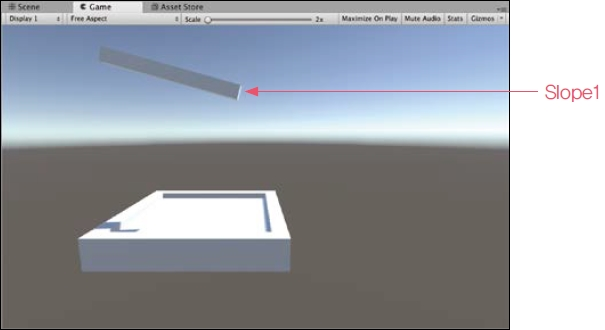 Scene Game Asset Store
Display 1 Free Aspect Scale 2x Maximize On Play Mute Audio Stats Gizmos
Slope1